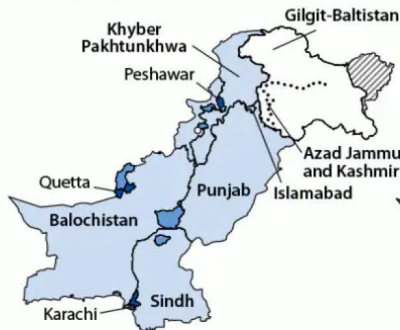 Gilgit-Baltistan
Khyber
Pakhtunkhwa
Peshawar
Azad Jammu
and Kashmir
Islamabad
Quetta
Punjab
Balochistan
Karachi
Sindh